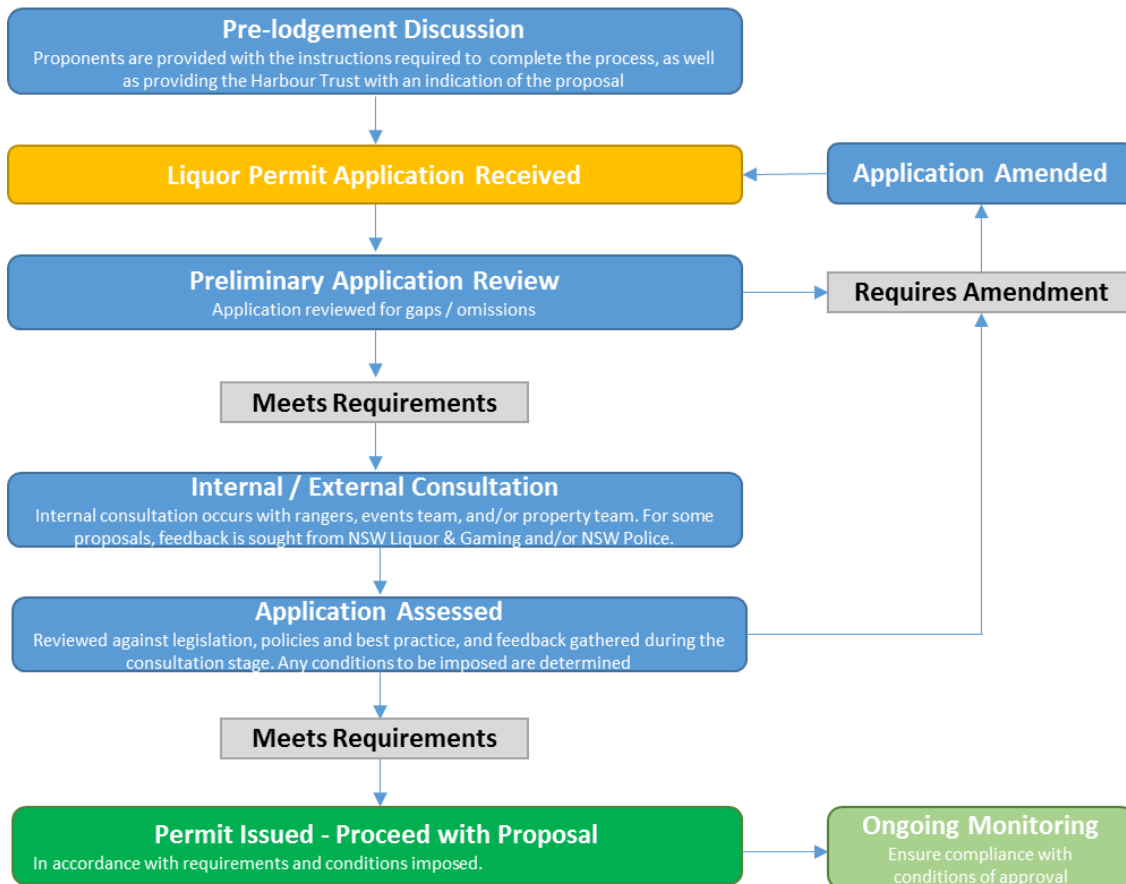 Pre-lodgement Discussion
Proponents are provided with the instructions required to complete the process, as well
as providing the Harbour Trust with an indication of the proposal
Liquor Permit Application Received
Application Amended
Preliminary Application Review
Application reviewed for gaps / omissions
Requires Amendment
Meets Requirements
Internal / External Consultation
Internal consultation occurs with rangers, events team, and/or property team. For some
proposals, feedback is sought from NSW Liquor & Gaming and/or NSW Police.
Application Assessed
Reviewed against legislation, policies and best practice, and feedback gathered during the
consultation stage. Any conditions to be imposed are determined
Meets Requirements
Permit Issued - Proceed with Proposal
In accordance with requirements and conditions imposed.
Ongoing Monitoring
Ensure compliance with
conditions of approval